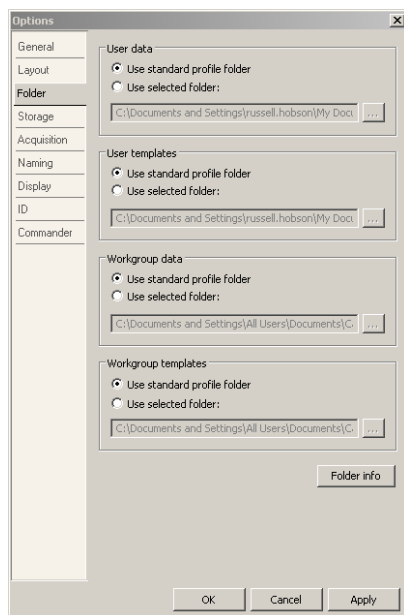 Options
General
Layout
Folder
Storage
Acquisition
Naming
Display
ID
Commander
User data
Use standard profile folder
Use selected folder:
C:\Documents and Settings\russell.hobson\My Docu ...
User templates
Use standard profile folder
Use selected folder:
C:\Documents and Settings\russell.hobson\My Docu ...
Workgroup data
Use standard profile folder
Use selected folder:
C:\Documents and Settings\All Users\Documents\C ...
Workgroup templates
Use standard profile folder
Use selected folder:
C:\Documents and Settings\All Users\Documents\C ...
Folder info
OK Cancel Apply